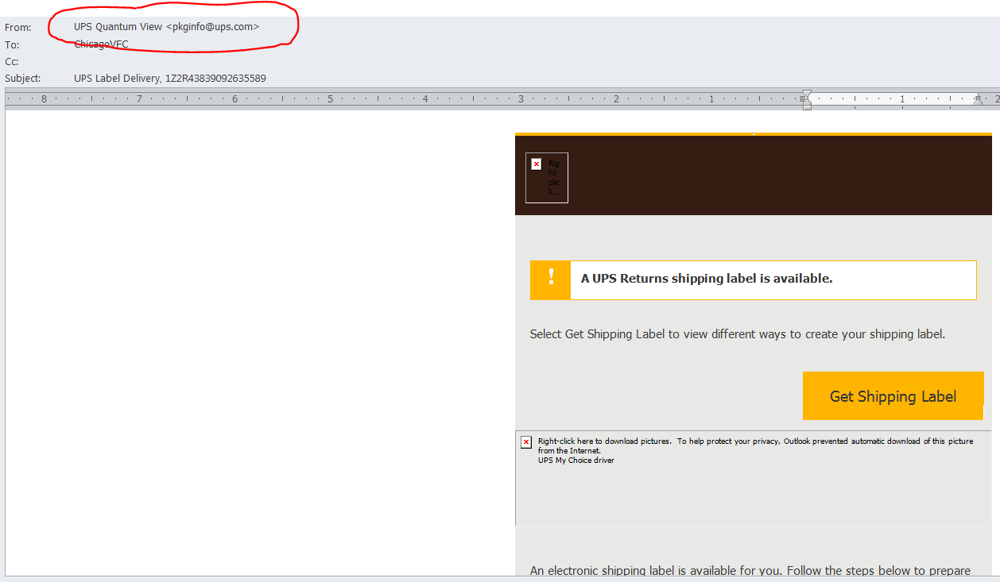 From: UPS Quantum View <pkginfo@ups.com>
To: ChicagoVFC
Cc:
Subject: UPS Label Delivery, 1Z2R43839092635589
8 7 6 5 4 3 2 1 1 2
Rig
ht-
clic
k...
! A UPS Returns shipping label is available.
Select Get Shipping Label to view different ways to create your shipping label.
Get Shipping Label
Right-click here to download pictures. To help protect your privacy, Outlook prevented automatic download of this picture
from the Internet.
UPS My Choice driver
An electronic shipping label is available for you. Follow the steps below to prepare